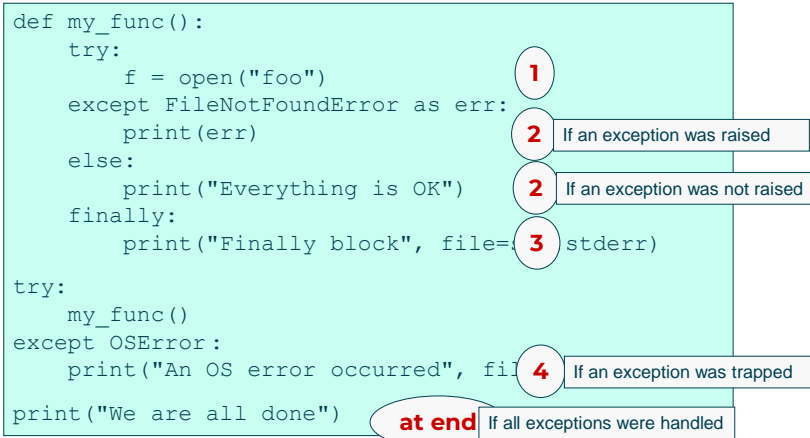 def my_func():
try:
f = open("foo") 1
except FileNotFoundError as err:
print(err) 2 If an exception was raised
else:
print("Everything is OK") 2 If an exception was not raised
finally:
print("Finally block", file= 3 stderr)
try:
my_func()
except OSError:
print("An OS error occurred", fil 4 If an exception was trapped
print("We are all done") at end If all exceptions were handled